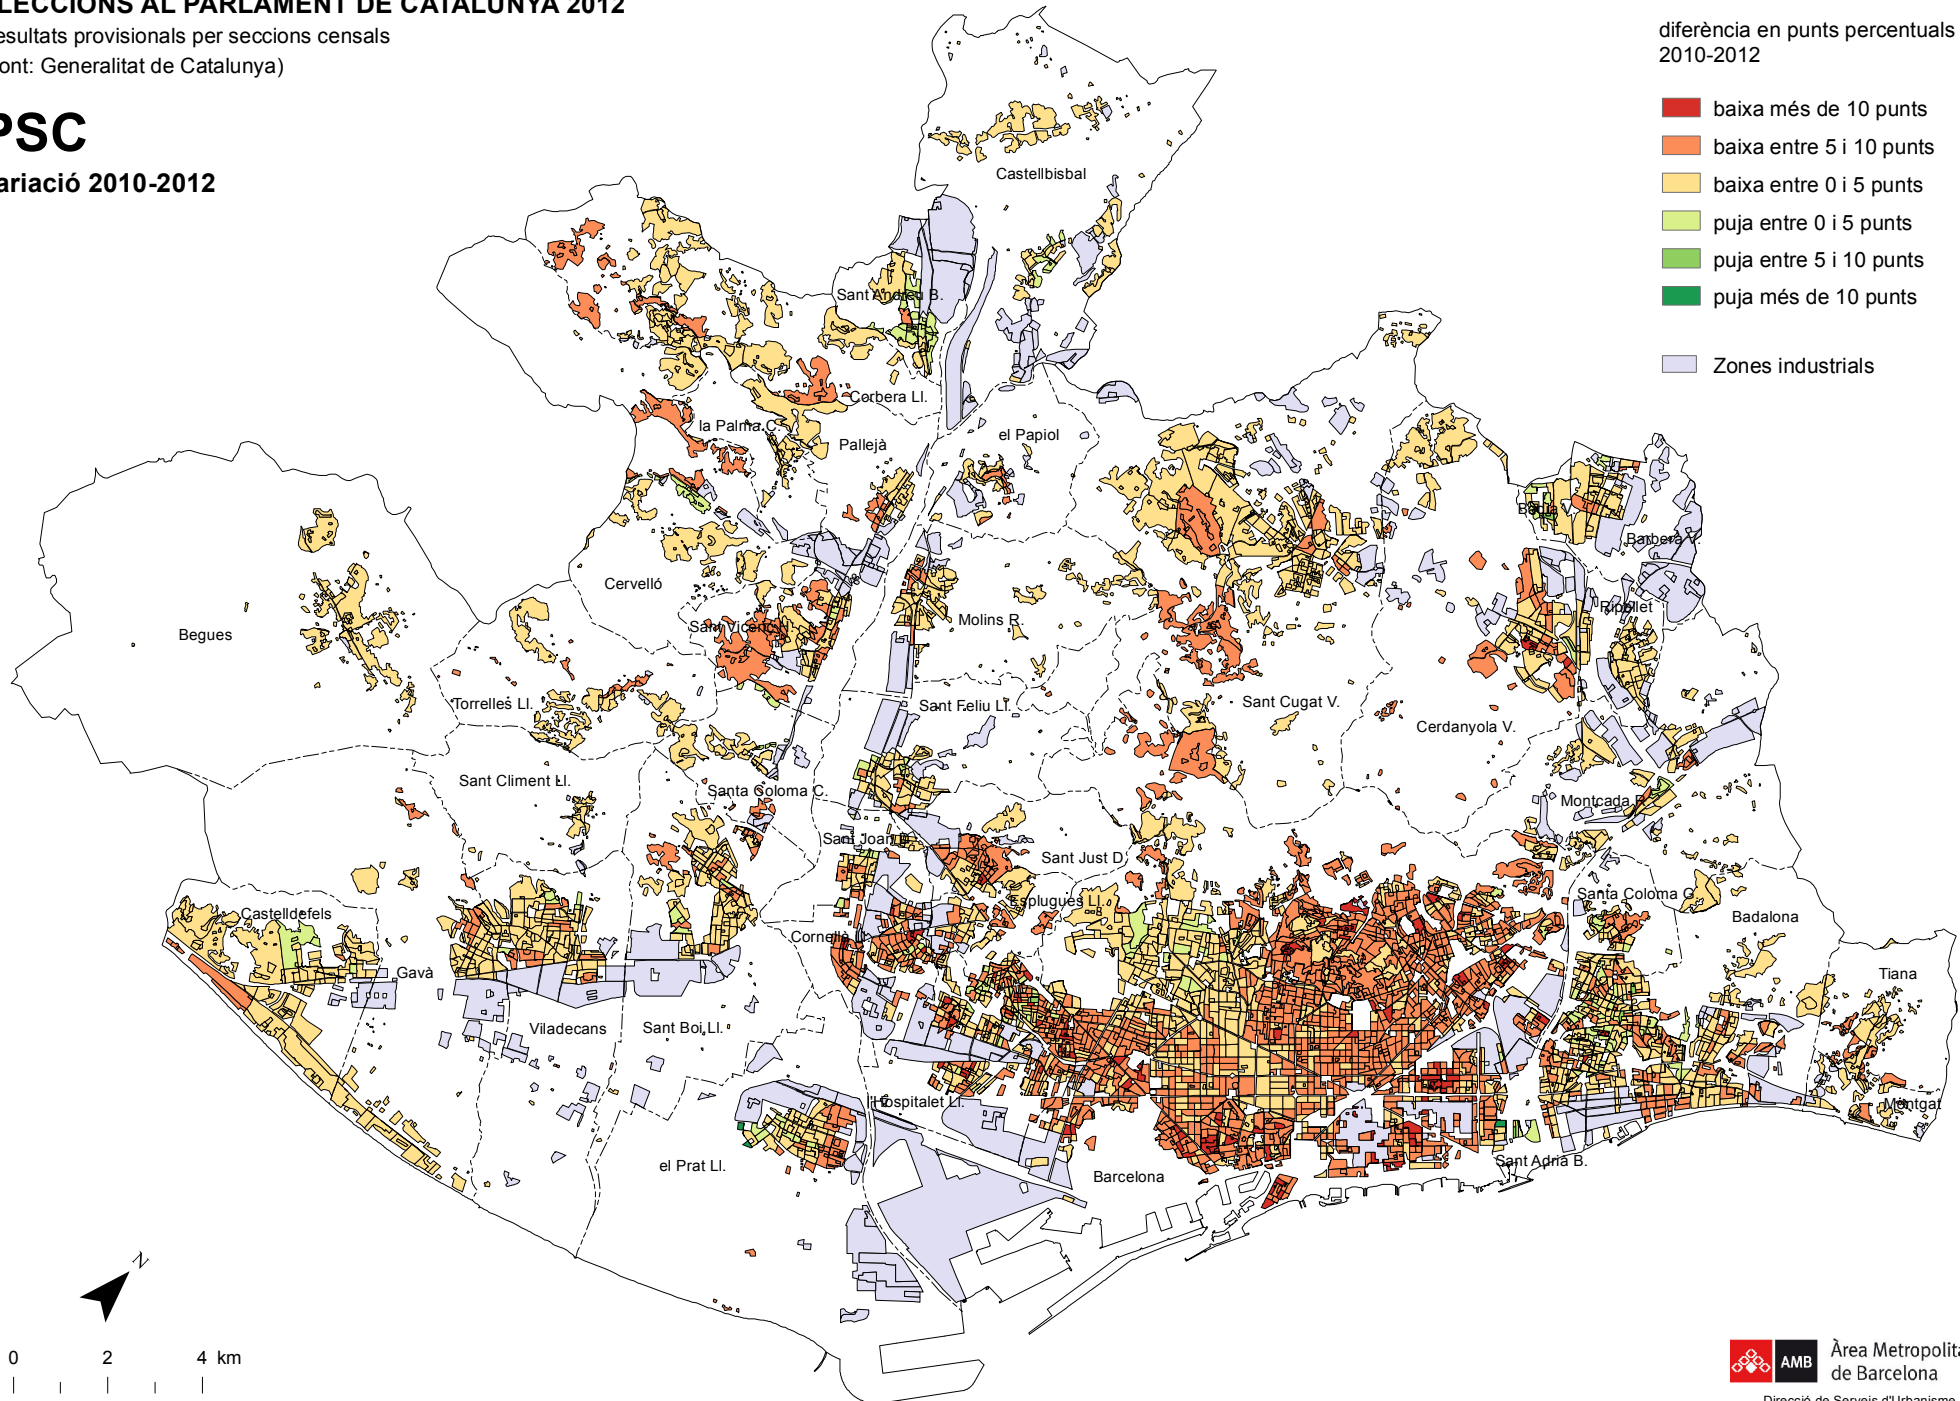 LECCIONS AL PARLAMENT DE CATALUNYA 2012
esultats provisionals per seccions censals
ont: Generalitat de Catalunya)
PSC
ariació 2010-2012
diferència en punts percentuals
2010-2012
baixa més de 10 punts
baixa entre 5 i 10 punts
baixa entre 0 i 5 punts
puja entre 0 i 5 punts
puja entre 5 i 10 punts
puja més de 10 punts
Zones industrials
Castellbisbal
Sant Andreu B.
Corbera Ll.
la Palma C.
Pallejà
el Papiol
Badia V.
Barberà V.
Cervelló
Ripollet
Begues
Sant Vicenç
Molins R.
Torrelles Ll.
Sant Feliu Ll.
Sant Cugat V.
Cerdanyola V.
Sant Climent Ll.
Santa Coloma C.
Montcada R.
Sant Joan D.
Sant Just D.
Esplugues Ll.
Santa Coloma G.
Castelldefels
Badalona
Cornellà Ll.
Gavà
Tiana
Viladecans
Sant Boi Ll.
l'Hospitalet Ll.
Montgat
el Prat Ll.
Barcelona
Sant Adrià B.
N
0 2 4 km
AMB
Àrea Metropolita
de Barcelona
Direcció de Serveis d'Urbanisme